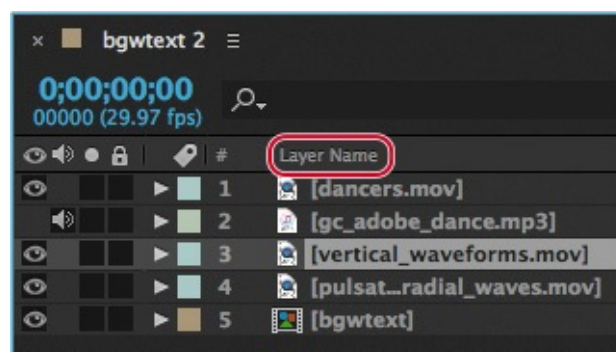 × bgwtext 2 ≡
0;00;00;00
00000 (29.97 fps)
# Layer Name
1 [dancers.mov]
2 [gc_adobe_dance.mp3]
3 [vertical_waveforms.mov]
4 [pulsat...radial_waves.mov]
5 [bgwtext]